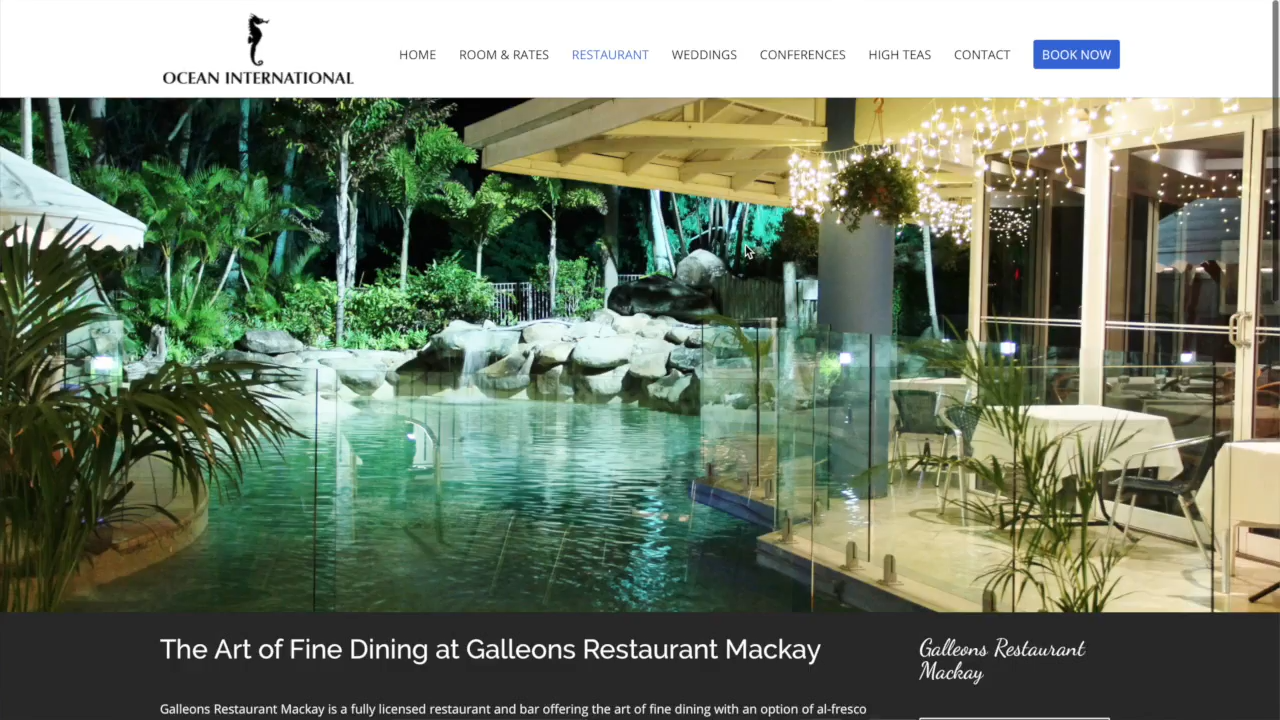 OCEAN INTERNATIONAL
HOME ROOM & RATES RESTAURANT WEDDINGS CONFERENCES HIGH TEAS CONTACT BOOK NOW
The Art of Fine Dining at Galleons Restaurant Mackay
Galleons Restaurant Mackay is a fully licensed restaurant and bar offering the art of fine dining with an option of al-fresco
Galleons Restaurant
Mackay